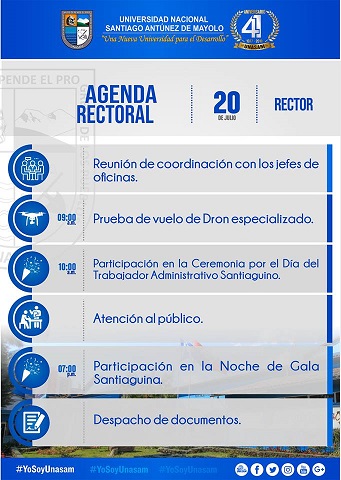 UNIVERSIDAD NACIONAL
SANTIAGO ANTÚNEZ DE MAYOLO
"Una Nueva Universidad para el Desarrollo"
ANIVERSARIO
41
UNASAM
AGENDA
RECTORAL
20
DE JULIO
RECTOR
Reunión de coordinación con los jefes de
oficinas.
09:00
a.m.
Prueba de vuelo de Dron especializado.
10:00
a.m.
Participación en la Ceremonia por el Día del
Trabajador Administrativo Santiaguino.
Atención al público.
07:00
p.m.
Participación en la Noche de Gala
Santiaguina.
Despacho de documentos.
#YoSoyUnasam
#YoSoyUnasam
#YoSoyUnasam